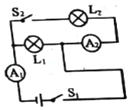 S₂ L₂
L₁ A₂
A₁
S₁